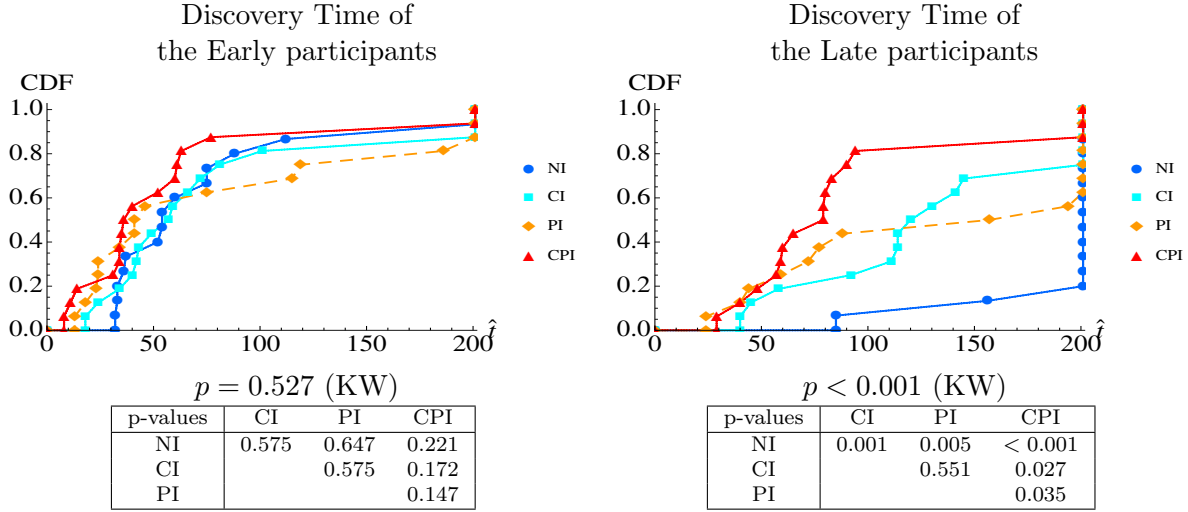 Discovery Time of
the Early participants
CDF
1.0
0.8
0.6
0.4
0.2
0.0
0 50 100 150 200 t̂
NI
CI
PI
CPI
p = 0.527 (KW)
p-values CI PI CPI
NI 0.575 0.647 0.221
CI 0.575 0.172
PI 0.147
Discovery Time of
the Late participants
CDF
1.0
0.8
0.6
0.4
0.2
0.0
0 50 100 150 200 t̂
NI
CI
PI
CPI
p < 0.001 (KW)
p-values CI PI CPI
NI 0.001 0.005 < 0.001
CI 0.551 0.027
PI 0.035